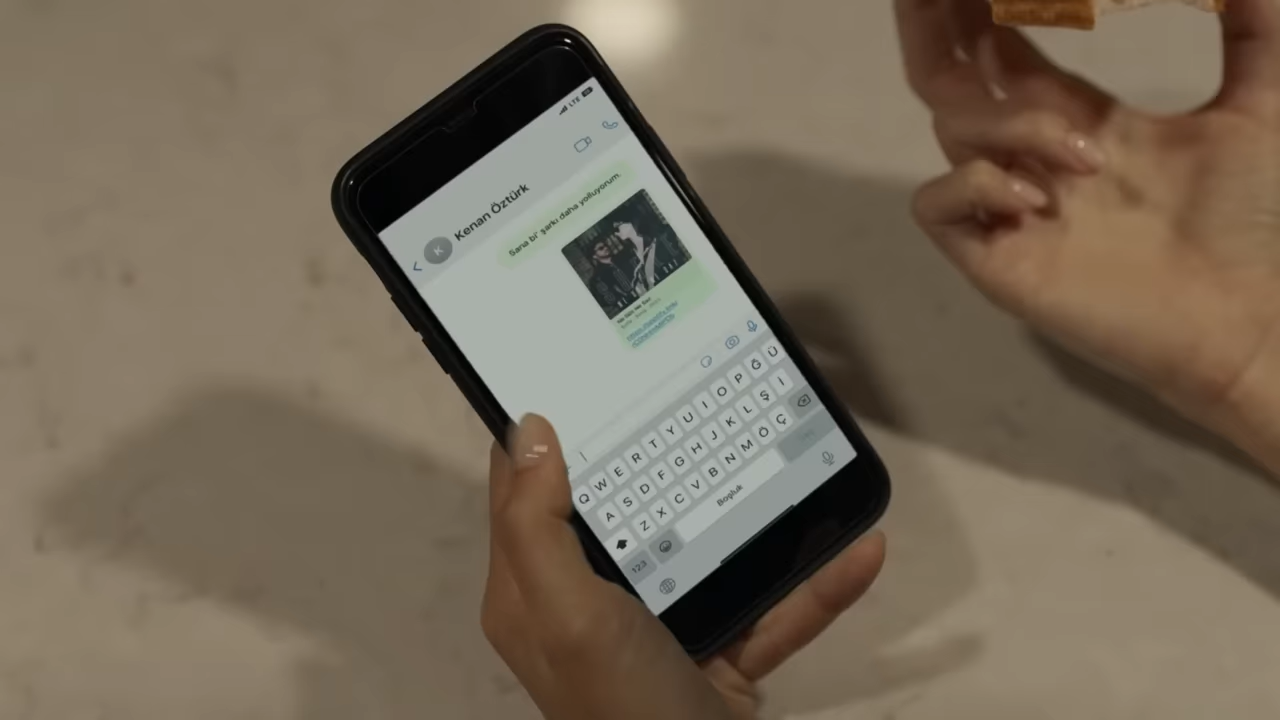 LTE
K
Kenan Öztürk
Sana bi' şarkı daha yolluyorum.
Q W E R T Y U I O P Ğ Ü
A S D F G H J K L Ş İ
Z X C V B N M Ö Ç
123
Boşluk